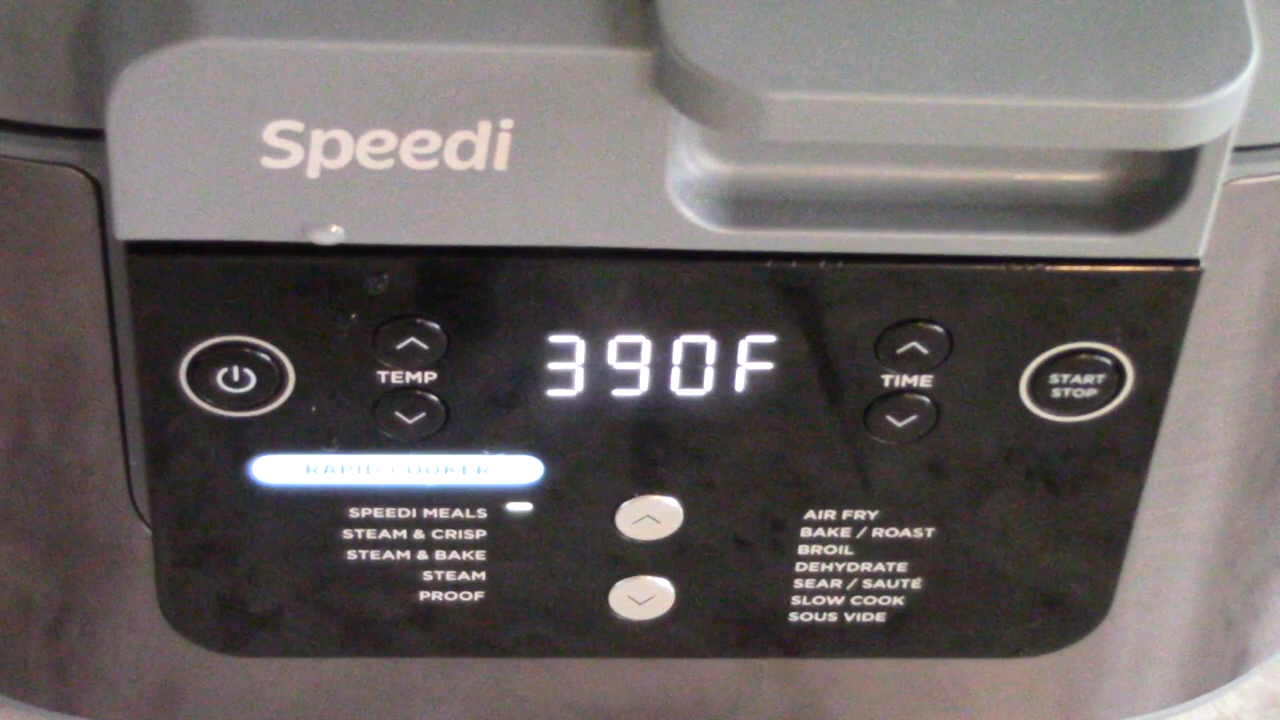 Speedi
390F
TEMP
TIME
START
STOP
RAPID COOKER
SPEEDI MEALS
STEAM & CRISP
STEAM & BAKE
STEAM
PROOF
AIR FRY
BAKE / ROAST
BROIL
DEHYDRATE
SEAR / SAUTÉ
SLOW COOK
SOUS VIDE